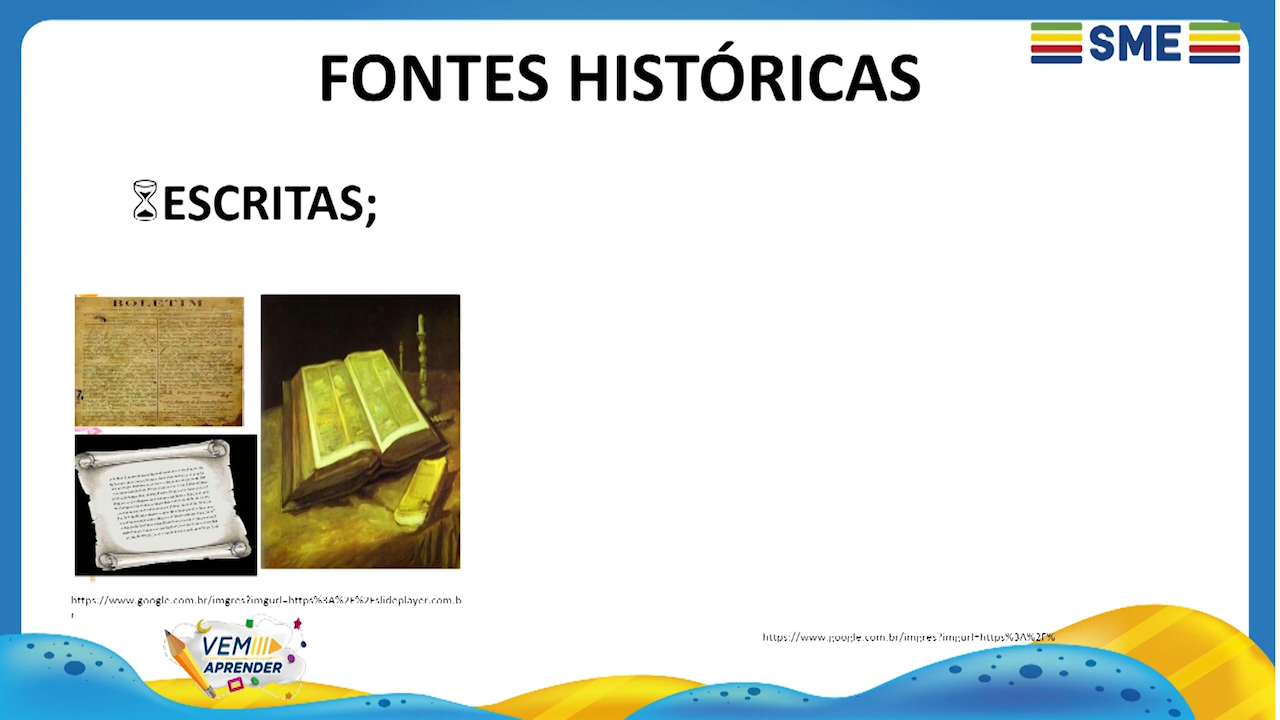 SME
FONTES HISTÓRICAS
ESCRITAS;
BOLETIM
https://www.google.com.br/imgres?imgurl=https%3A%2F%2Fslideplayer.com.b
r
https://www.google.com.br/imgres?imgurl=https%3A%2F%
VEM
APRENDER